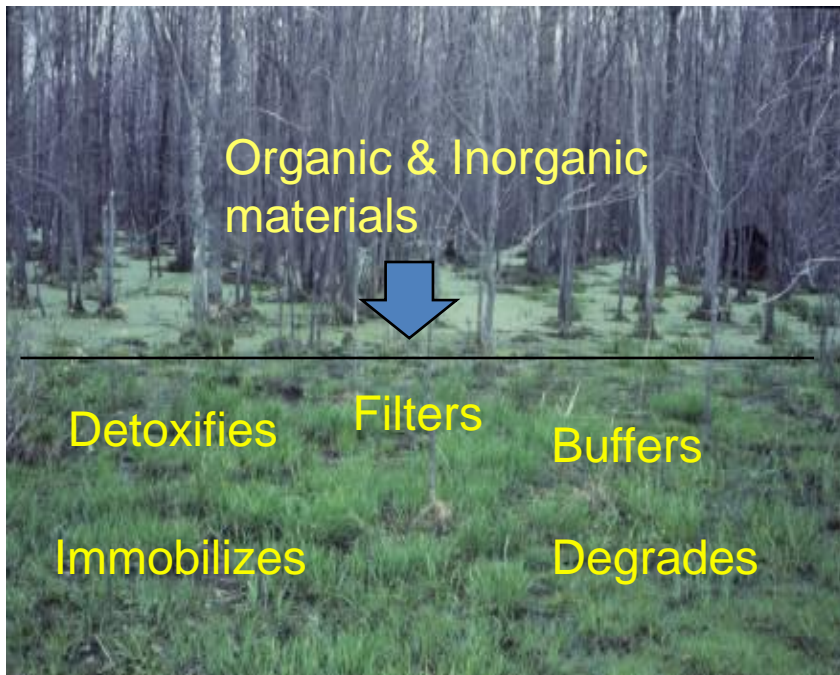 Organic & Inorganic
materials
Filters
Detoxifies
Buffers
Immobilizes
Degrades